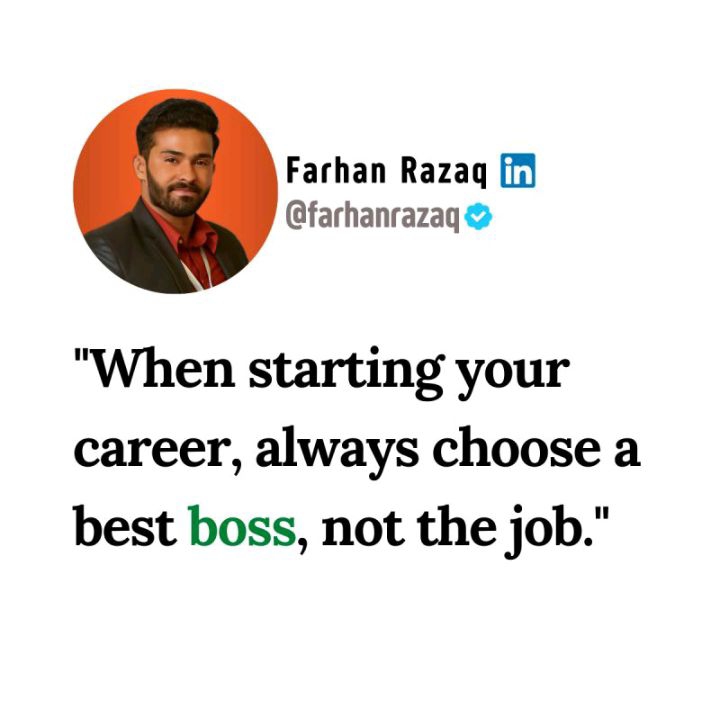 Farhan Razaq in
@farhanrazaq
"When starting your
career, always choose a
best boss, not the job."